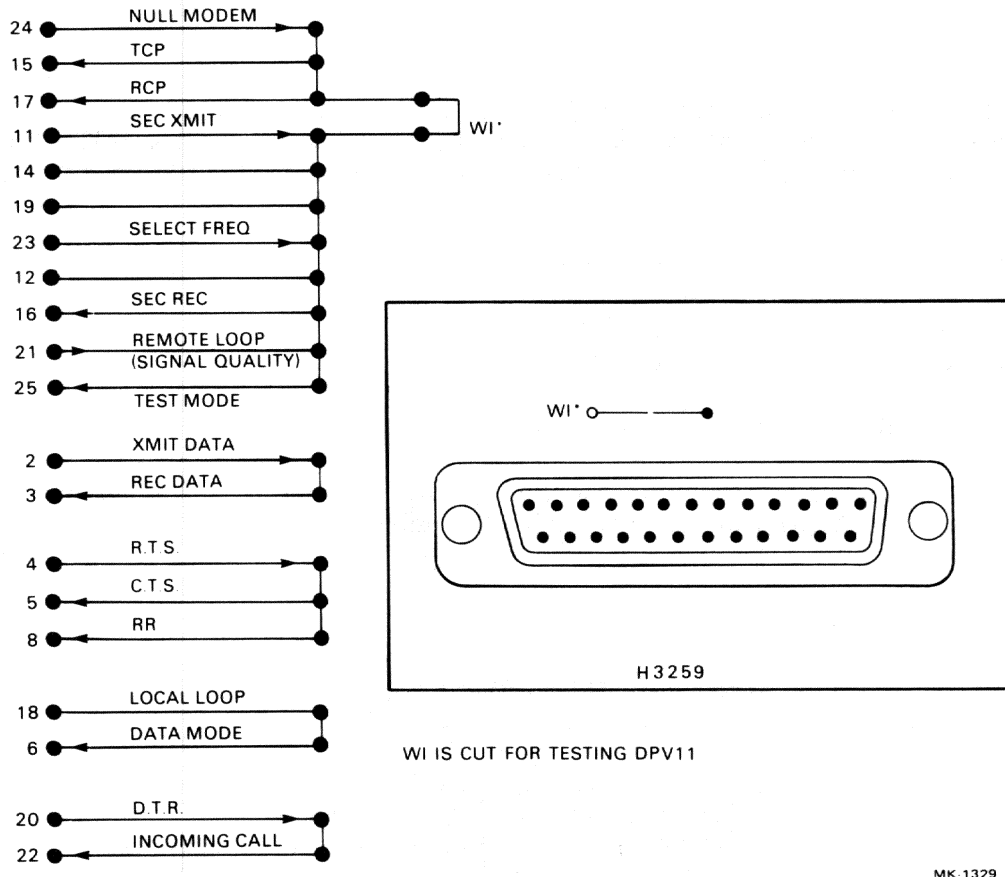 24 NULL MODEM
15 TCP
17 RCP
11 SEC XMIT
WI*
14
19
23 SELECT FREQ
12
16 SEC REC
21 REMOTE LOOP
(SIGNAL QUALITY)
25
TEST MODE
2 XMIT DATA
3 REC DATA
4 R.T.S.
5 C.T.S.
8 RR
18 LOCAL LOOP
6 DATA MODE
20 D.T.R.
22 INCOMING CALL
WI*
H3259
WI IS CUT FOR TESTING DPV11
MK-1329